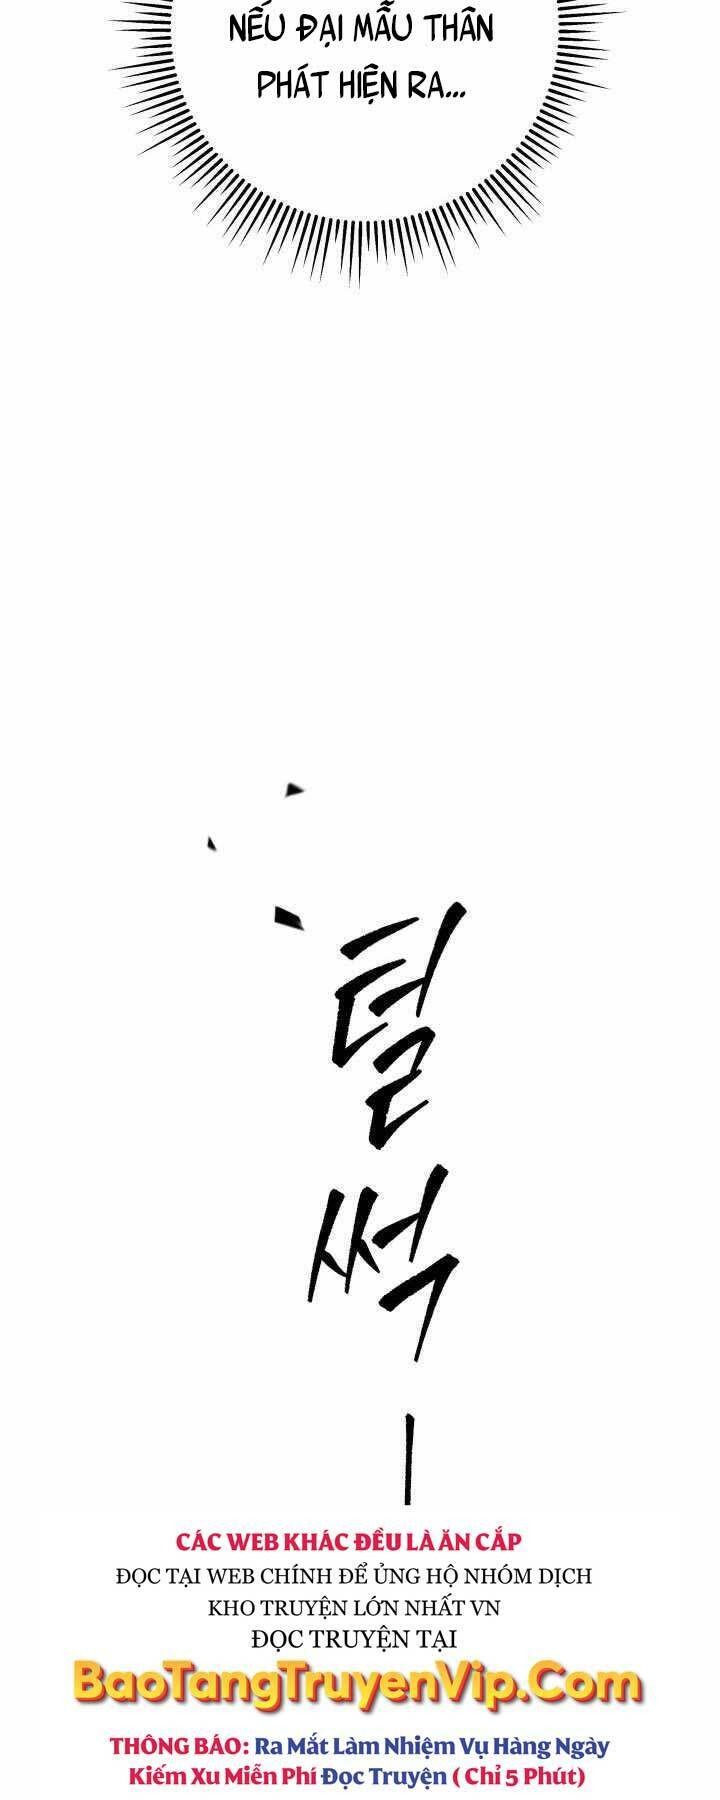 NẾU ĐẠI MẪU THÂN
PHÁT HIỆN RA...
털
썩
CÁC WEB KHÁC ĐỀU LÀ ĂN CẮP
ĐỌC TẠI WEB CHÍNH ĐỂ ỦNG HỘ NHÓM DỊCH
KHO TRUYỆN LỚN NHẤT VN
ĐỌC TRUYỆN TẠI
BaoTangTruyenVip.Com
THÔNG BÁO: Ra Mắt Làm Nhiệm Vụ Hàng Ngày
Kiếm Xu Miễn Phí Đọc Truyện ( Chỉ 5 Phút)